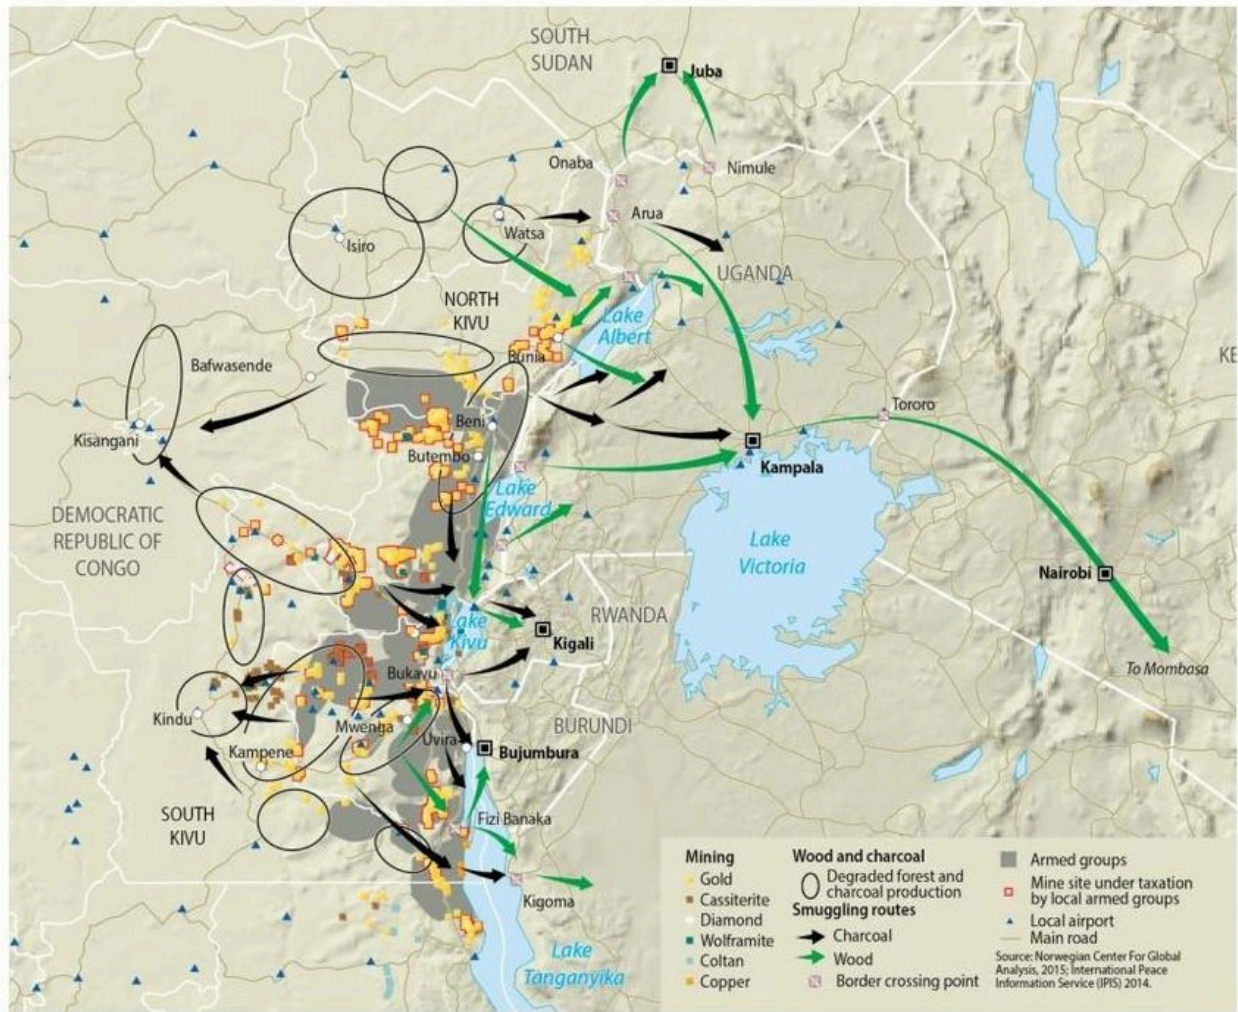 SOUTH
SUDAN
Juba
Onaba
Nimule
Arua
Watsa
Isiro
UGANDA
NORTH
KIVU
Lake
Albert
Bunia
KE
Bafwasende
Tororo
Beni
Kisangani
Butembo
Kampala
Lake
Edward
DEMOCRATIC
REPUBLIC OF
CONGO
Lake
Victoria
Nairobi
RWANDA
Lake
Kivu
Kigali
To Mombasa
Bukavu
Kindu
Mwenga
BURUNDI
Uvira
Kampene
Bujumbura
SOUTH
KIVU
Fizi Banaka
Kigoma
Lake
Tanganyika
Mining
Gold
Cassiterite
Diamond
Wolframite
Coltan
Copper
Wood and charcoal
Degraded forest and
charcoal production
Smuggling routes
Charcoal
Wood
Border crossing point
Armed groups
Mine site under taxation
by local armed groups
Local airport
Main road
Source: Norwegian Center For Global
Analysis, 2015; International Peace
Information Service (IPIS) 2014.